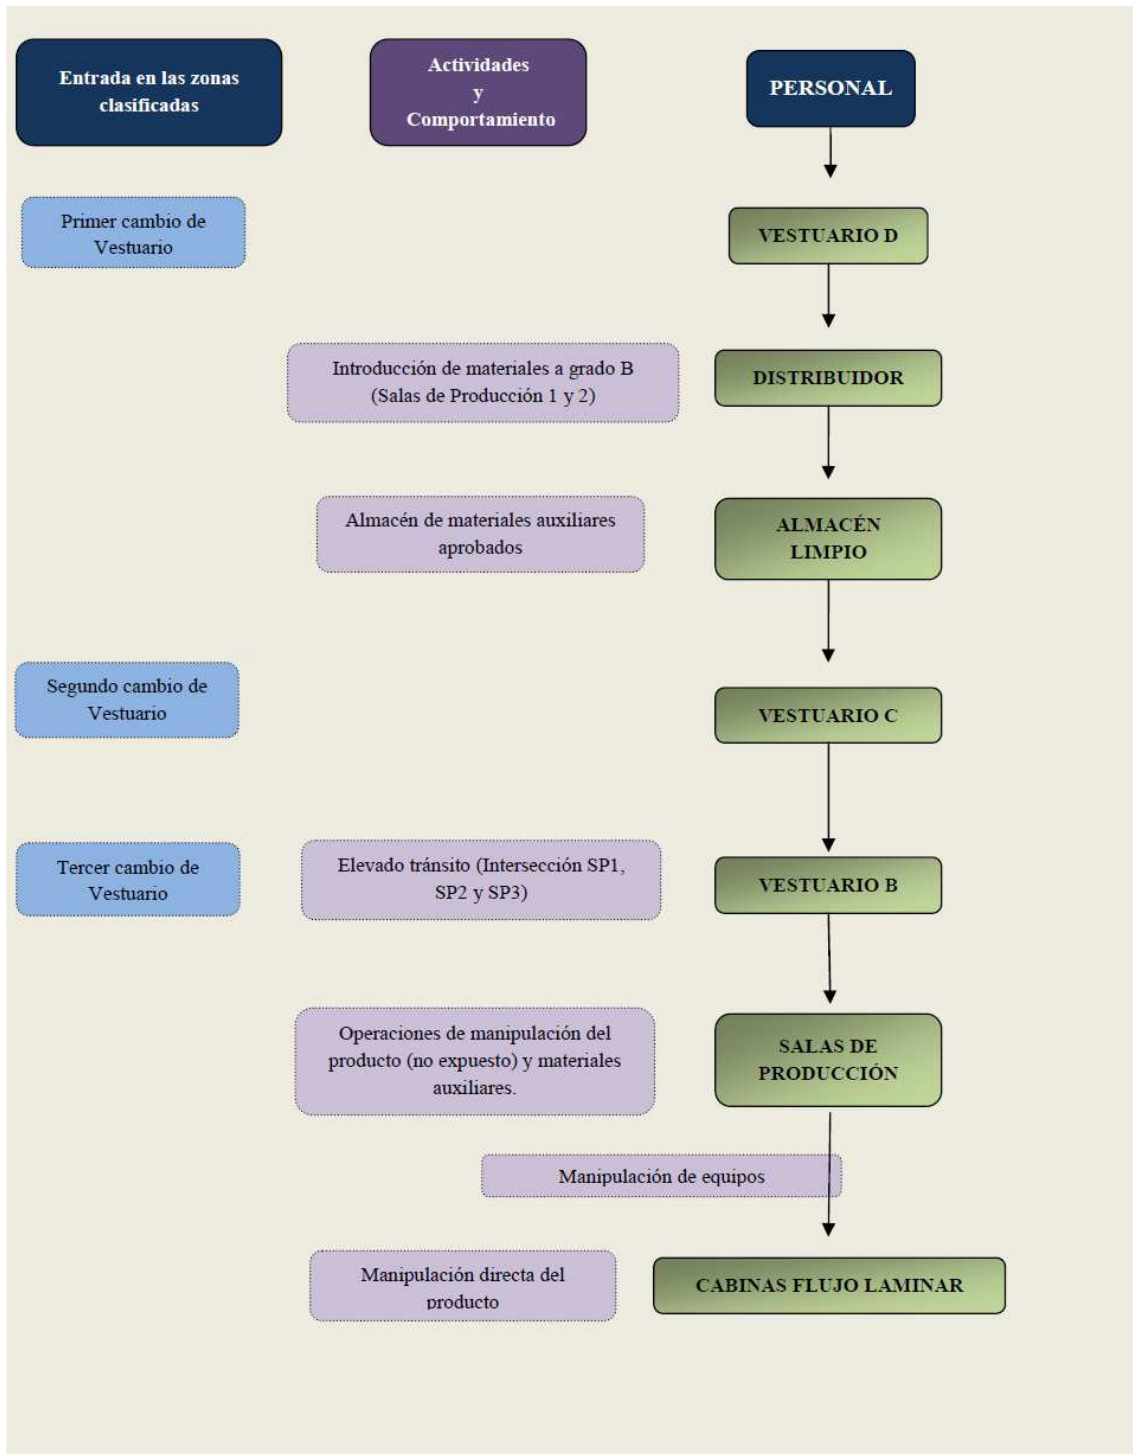 Entrada en las zonas
clasificadas
Actividades
y
Comportamiento
PERSONAL
Primer cambio de
Vestuario
VESTUARIO D
Introducción de materiales a grado B
(Salas de Producción 1 y 2)
DISTRIBUIDOR
Almacén de materiales auxiliares
aprobados
ALMACÉN
LIMPIO
Segundo cambio de
Vestuario
VESTUARIO C
Tercer cambio de
Vestuario
Elevado tránsito (Intersección SP1,
SP2 y SP3)
VESTUARIO B
Operaciones de manipulación del
producto (no expuesto) y materiales
auxiliares.
SALAS DE
PRODUCCIÓN
Manipulación de equipos
Manipulación directa del
producto
CABINAS FLUJO LAMINAR